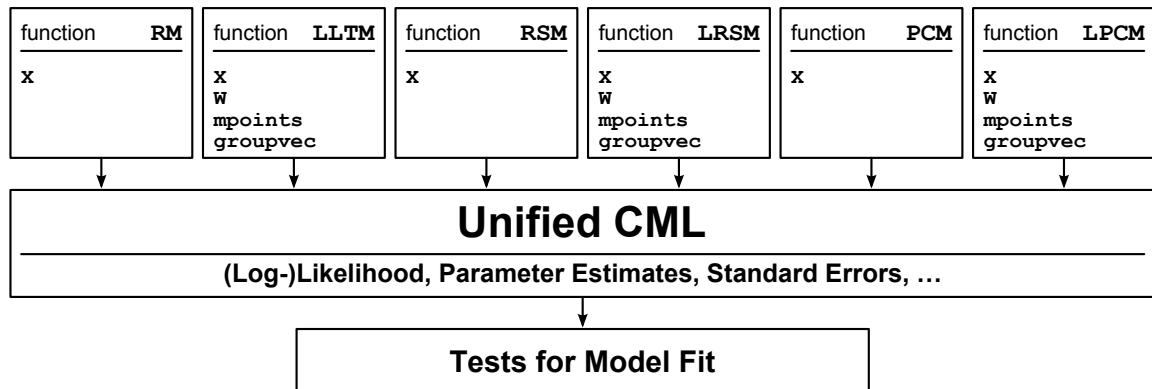 function RM
X
function LLTM
X
W
mpoints
groupvec
function RSM
X
function LRSM
X
W
mpoints
groupvec
function PCM
X
function LPCM
X
W
mpoints
groupvec
Unified CML
(Log-)Likelihood, Parameter Estimates, Standard Errors, …
Tests for Model Fit